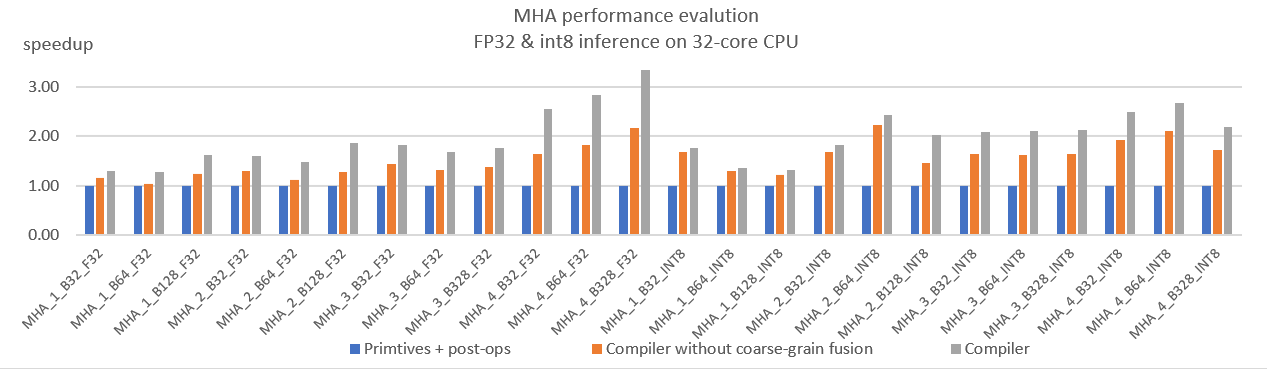 MHA performance evalution
FP32 & int8 inference on 32-core CPU
speedup
3.00
2.00
1.00
0.00
MHA_1_B32_F32
MHA_1_B64_F32
MHA_1_B128_F32
MHA_2_B32_F32
MHA_2_B64_F32
MHA_2_B128_F32
MHA_3_B32_F32
MHA_3_B64_F32
MHA_3_B328_F32
MHA_4_B32_F32
MHA_4_B64_F32
MHA_4_B328_F32
MHA_1_B32_INT8
MHA_1_B64_INT8
MHA_1_B128_INT8
MHA_2_B32_INT8
MHA_2_B64_INT8
MHA_2_B128_INT8
MHA_3_B32_INT8
MHA_3_B64_INT8
MHA_3_B328_INT8
MHA_4_B32_INT8
MHA_4_B64_INT8
MHA_4_B328_INT8
Primtives + post-ops
Compiler without coarse-grain fusion
Compiler